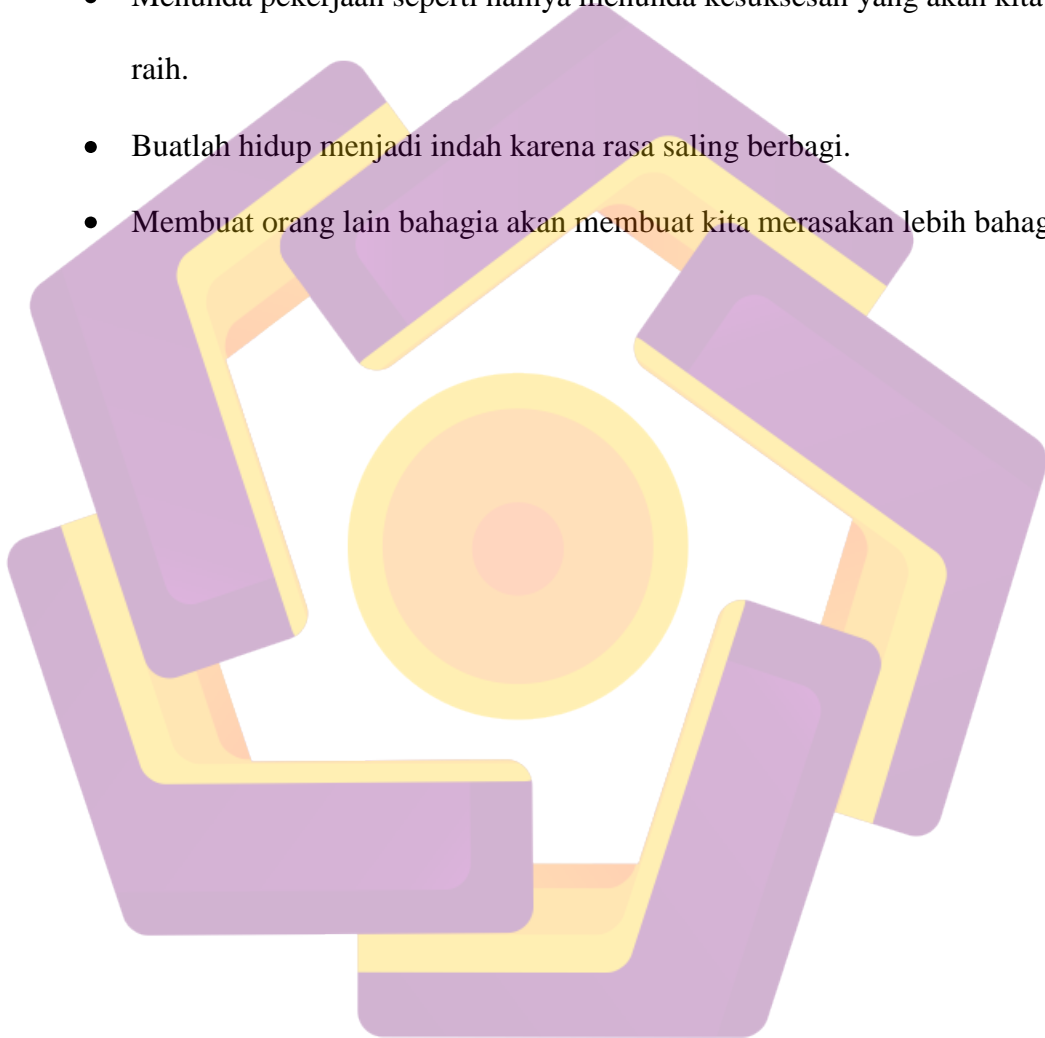 • Menunda pekerjaan seperti halnya menunda kesuksesan yang akan kita
raih.
• Buatlah hidup menjadi indah karena rasa saling berbagi.
• Membuat orang lain bahagia akan membuat kita merasakan lebih